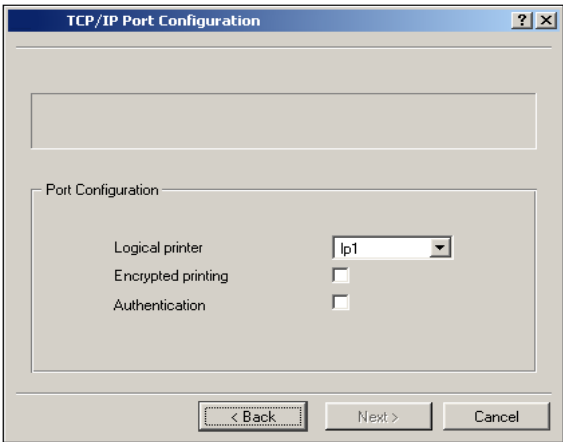 TCP/IP Port Configuration
Port Configuration
Logical printer lp1
Encrypted printing
Authentication
< Back Next > Cancel